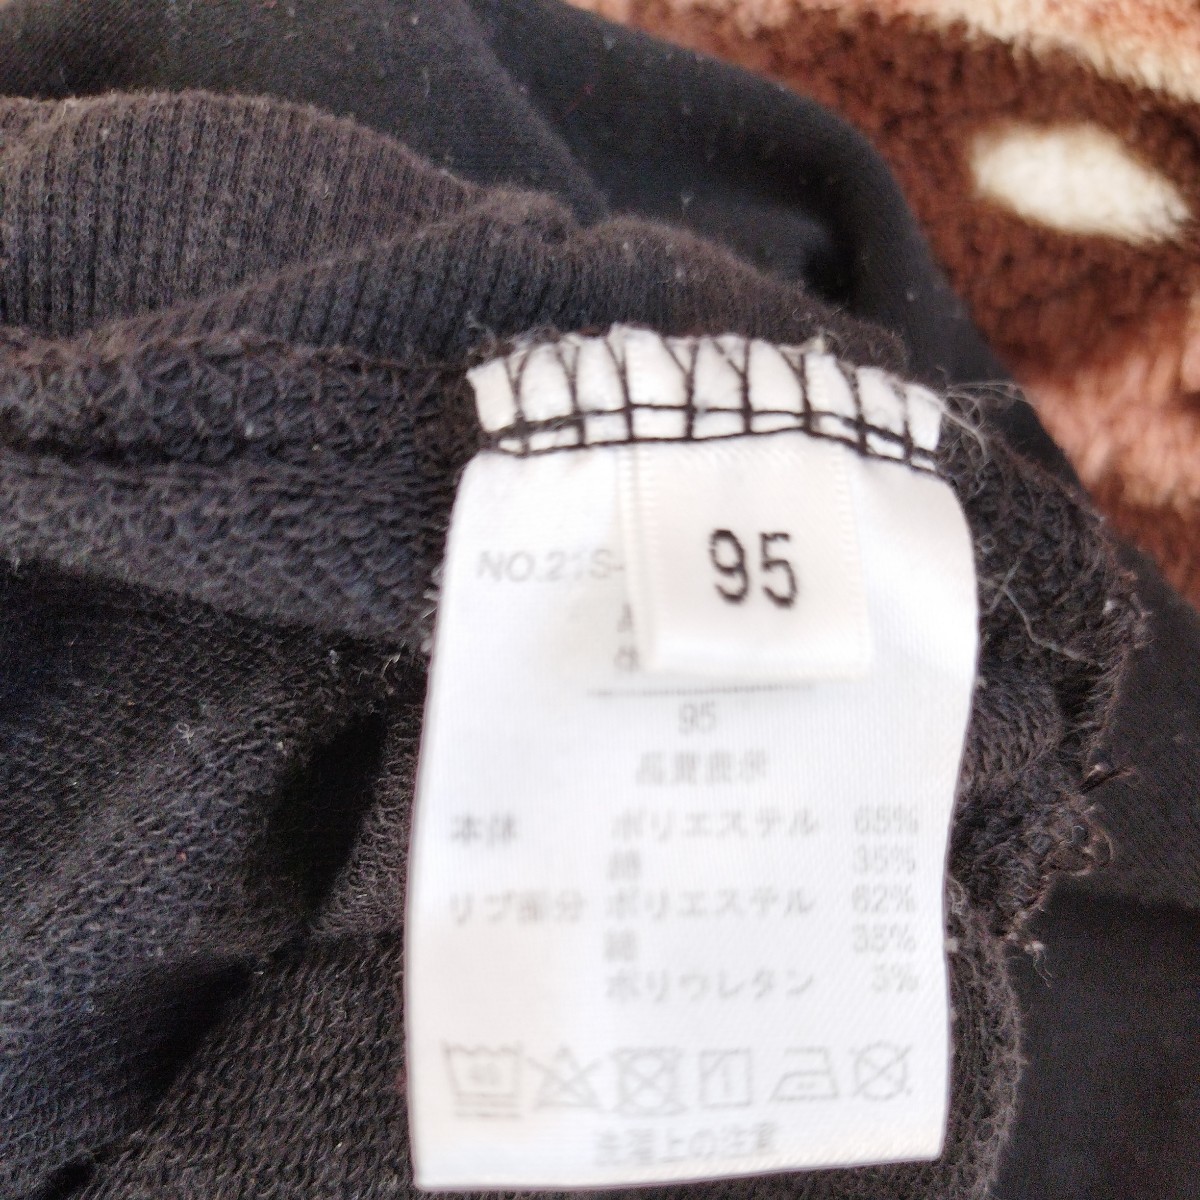 95
NO.21S-
95
品質表示
本体 ポリエステル 65%
綿 35%
リブ部分 ポリエステル 62%
綿 35%
ポリウレタン 3%
40
洗濯上の注意